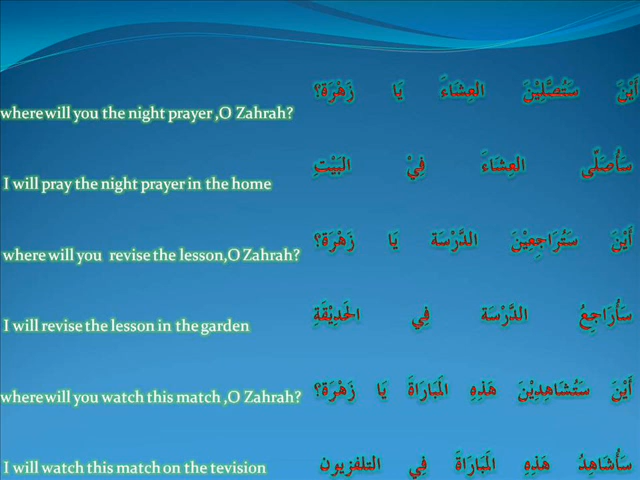 where will you the night prayer ,O Zahrah?
أَيْنَ سَتُصَلِّيْنَ العِشَاءَ يَا زَهْرَة؟
I will pray the night prayer in the home
سَأُصَلّى العِشَاءَ فِيْ البَيْتِ
where will you revise the lesson,O Zahrah?
أَيْنَ سَتُرَاجِعِيْنَ الدَّرْسَة يَا زَهْرَة؟
I will revise the lesson in the garden
سَأُرَاجِعُ الدَّرْسَة فِي الحَدِيْقَةِ
where will you watch this match ,O Zahrah?
أَيْنَ سَتُشَاهِدِيْنَ هَذِهِ المَبَارَاةَ يَا زَهْرَة؟
I will watch this match on the tevision
سَأُشَاهِدُ هَذِهِ المَبَارَاةَ فِي التلفزيون